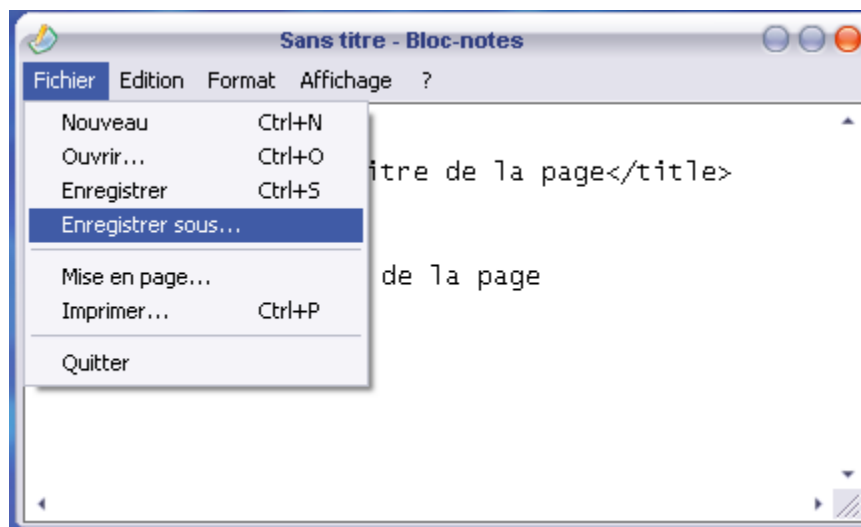 Sans titre - Bloc-notes
Fichier Edition Format Affichage ?
Nouveau Ctrl+N
Ouvrir... Ctrl+O
itre de la page</title>
Enregistrer Ctrl+S
Enregistrer sous...
Mise en page...
de la page
Imprimer... Ctrl+P
Quitter